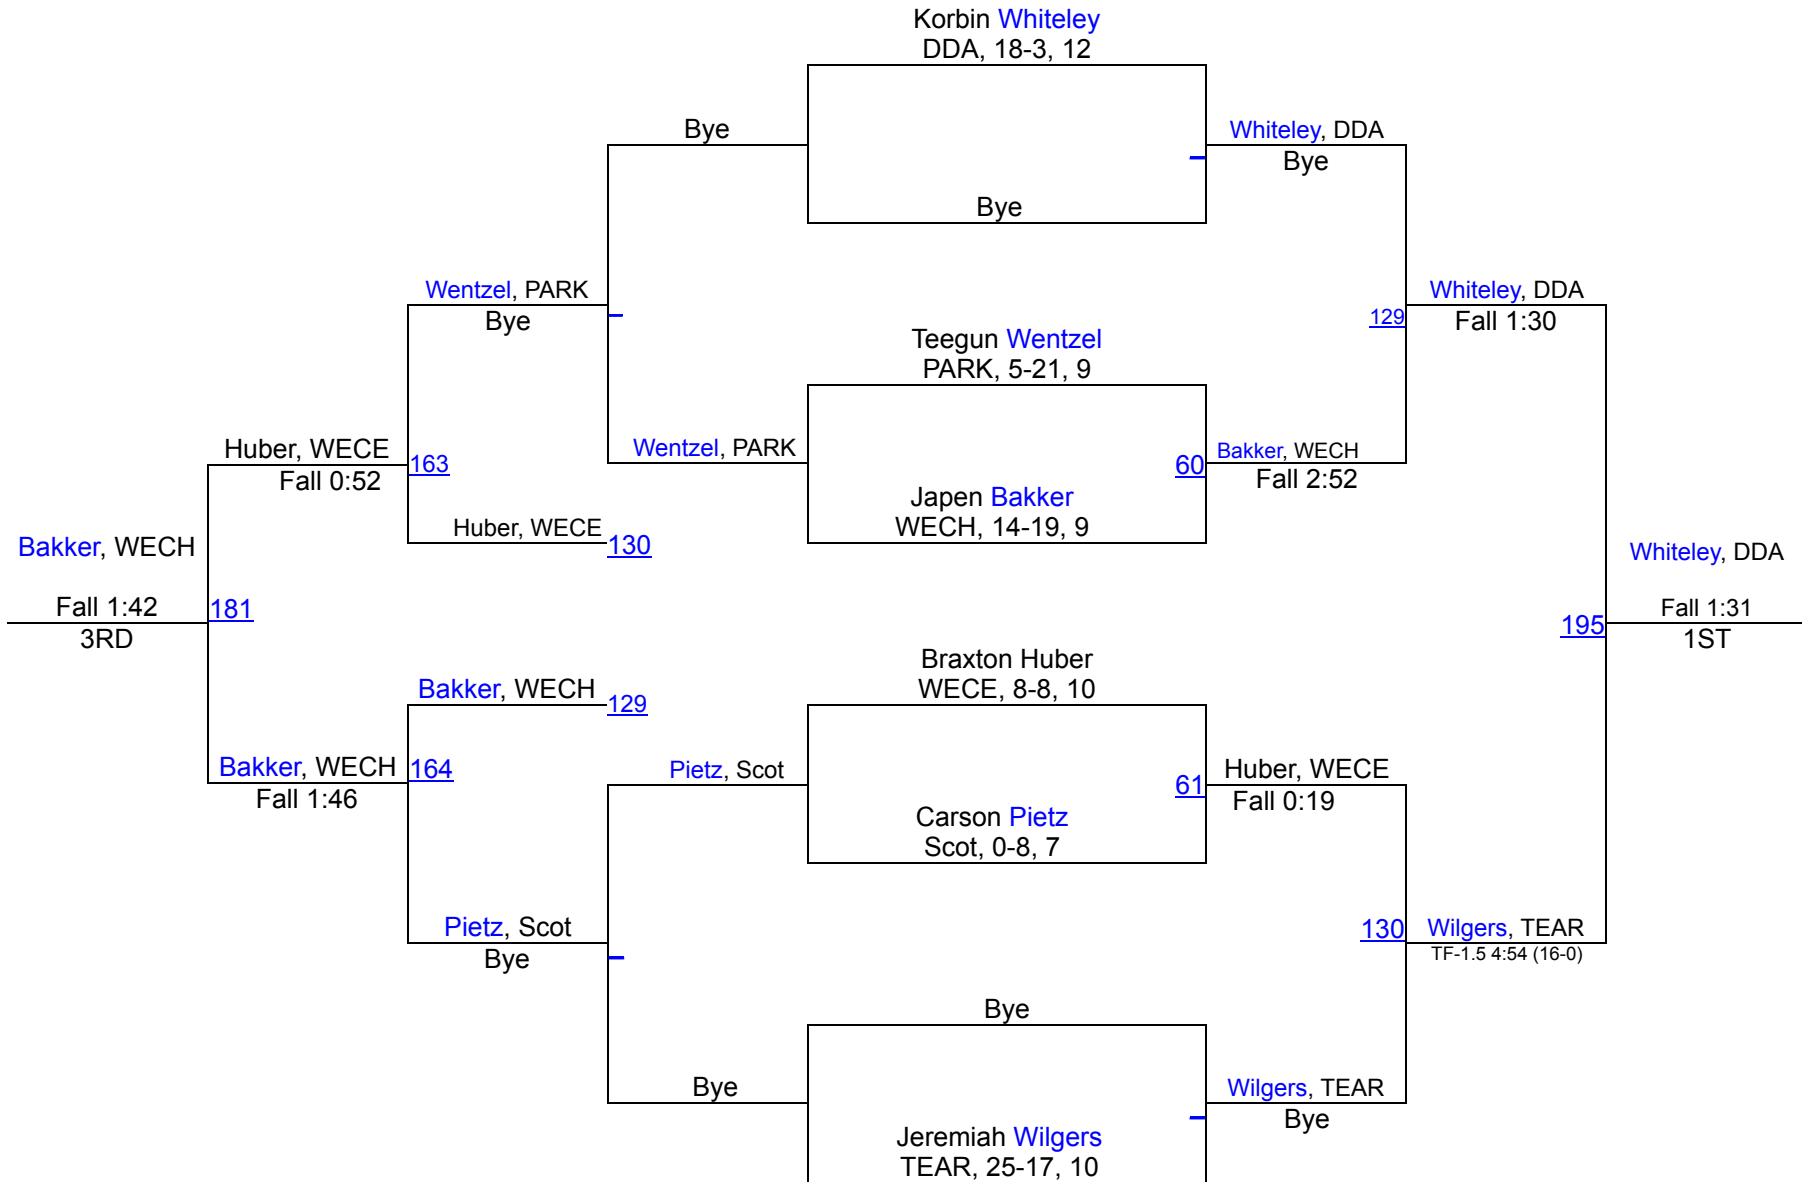 Korbin Whiteley
DDA, 18-3, 12
Bye
Whiteley, DDA
Bye
Bye
Wentzel, PARK
Bye
Whiteley, DDA
129
Fall 1:30
Teegun Wentzel
PARK, 5-21, 9
Huber, WECE
163
Fall 0:52
Wentzel, PARK
60
Bakker, WECH
Fall 2:52
Japen Bakker
WECH, 14-19, 9
Huber, WECE
130
Bakker, WECH
Fall 1:42
181
3RD
Whiteley, DDA
195
Fall 1:31
1ST
Braxton Huber
WECE, 8-8, 10
Bakker, WECH
129
Bakker, WECH
164
Fall 1:46
Pietz, Scot
61
Huber, WECE
Fall 0:19
Carson Pietz
Scot, 0-8, 7
Pietz, Scot
Bye
130
Wilgers, TEAR
TF-1.5 4:54 (16-0)
Bye
Bye
Wilgers, TEAR
Bye
Jeremiah Wilgers
TEAR, 25-17, 10